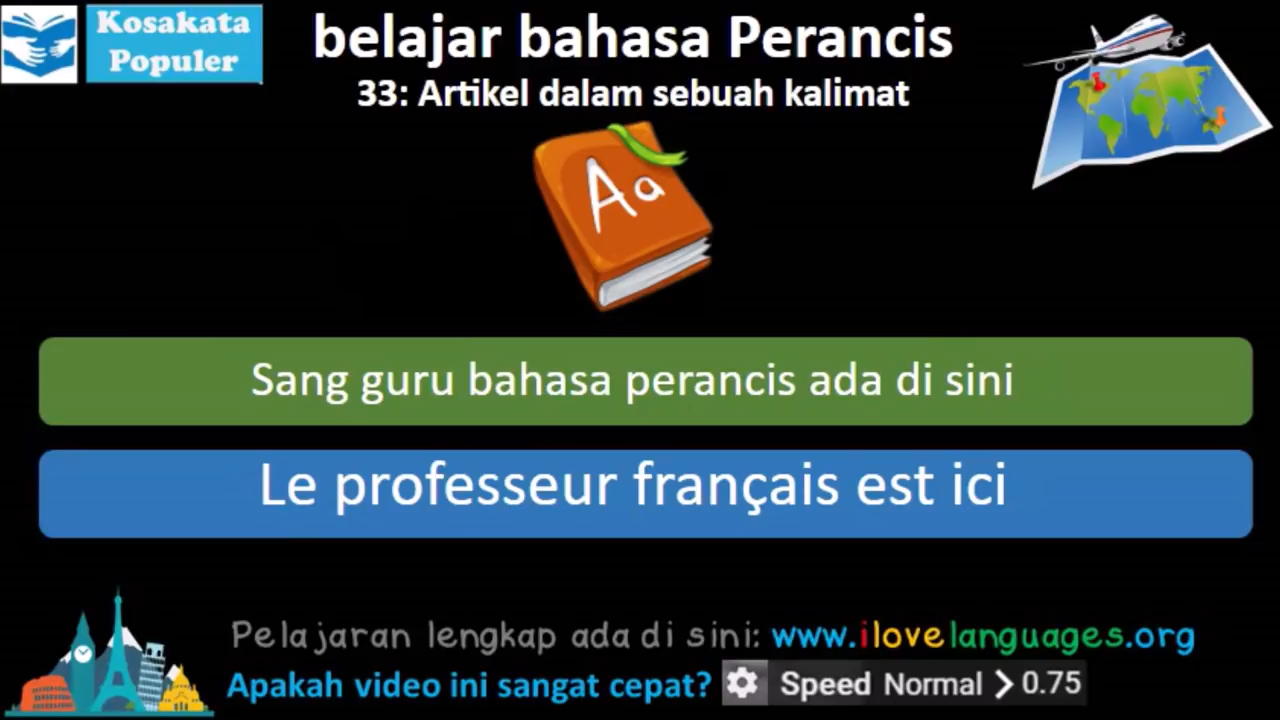 Kosakata
Populer
belajar bahasa Perancis
33: Artikel dalam sebuah kalimat
Aa
Sang guru bahasa perancis ada di sini
Le professeur français est ici
Pelajaran lengkap ada di sini: www.ilovelanguages.org
Apakah video ini sangat cepat? Speed Normal > 0.75